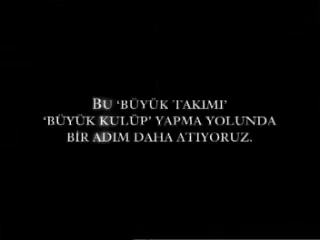 BU ‘BÜYÜK TAKIMI’
‘BÜYÜK KULÜP’ YAPMA YOLUNDA
BİR ADIM DAHA ATIYORUZ.